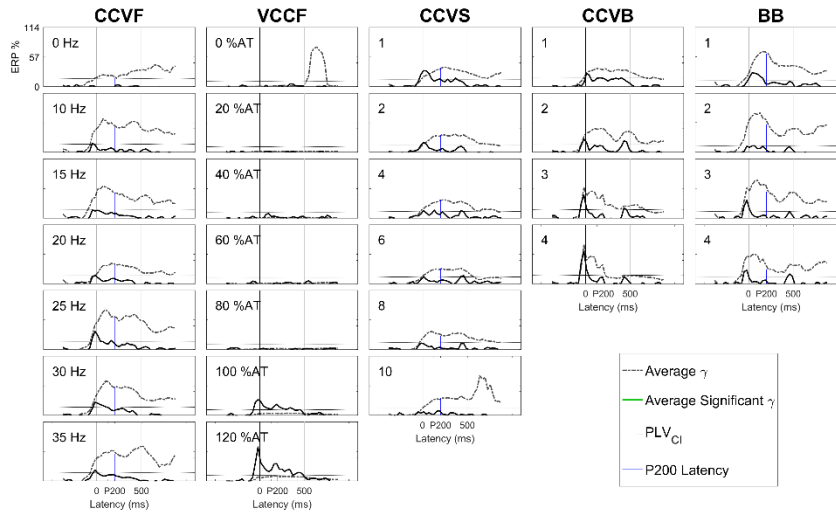 CCVF VCCF CCVS CCVB BB
114
57
0
ERP %
0 Hz 0 %AT 1 1 1
10 Hz 20 %AT 2 2 2
15 Hz 40 %AT 4 3 3
20 Hz 60 %AT 6 4 4
0 P200 500 0 P200 500
Latency (ms) Latency (ms)
25 Hz 80 %AT 8
30 Hz 100 %AT 10
0 P200 500
Latency (ms)
35 Hz 120 %AT
0 P200 500 0 P200 500
Latency (ms) Latency (ms)
Average γ
Average Significant γ
PLV_CI
P200 Latency